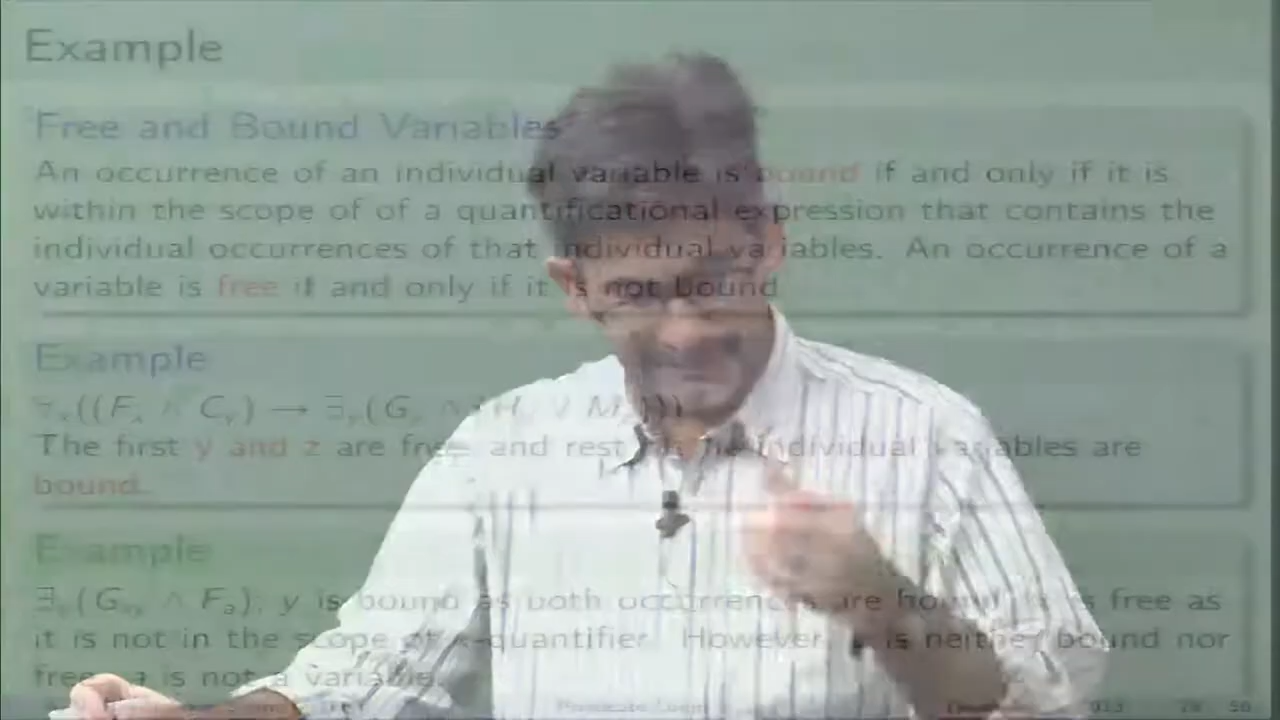 Example
Free and Bound Variables
An occurrence of an individual variable is bound if and only if it is
within the scope of of a quantificational expression that contains the
individual occurrences of that individual variables. An occurrence of a
variable is free if and only if it is not bound
Example
The first y and z are free and rest individual variables are
bound.
Example
y is bound as both occurrences are bound is free as
it is not in the scope of x-quantifier. However, is neither bound nor
free a is not a variable.
Predicate Logic